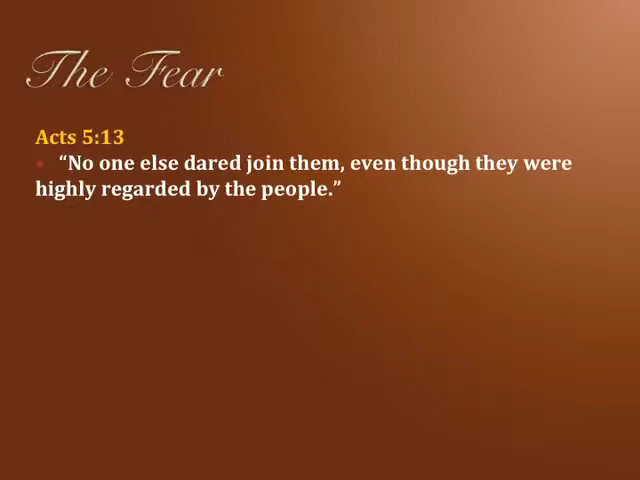 The Fear
Acts 5:13
• “No one else dared join them, even though they were
highly regarded by the people.”